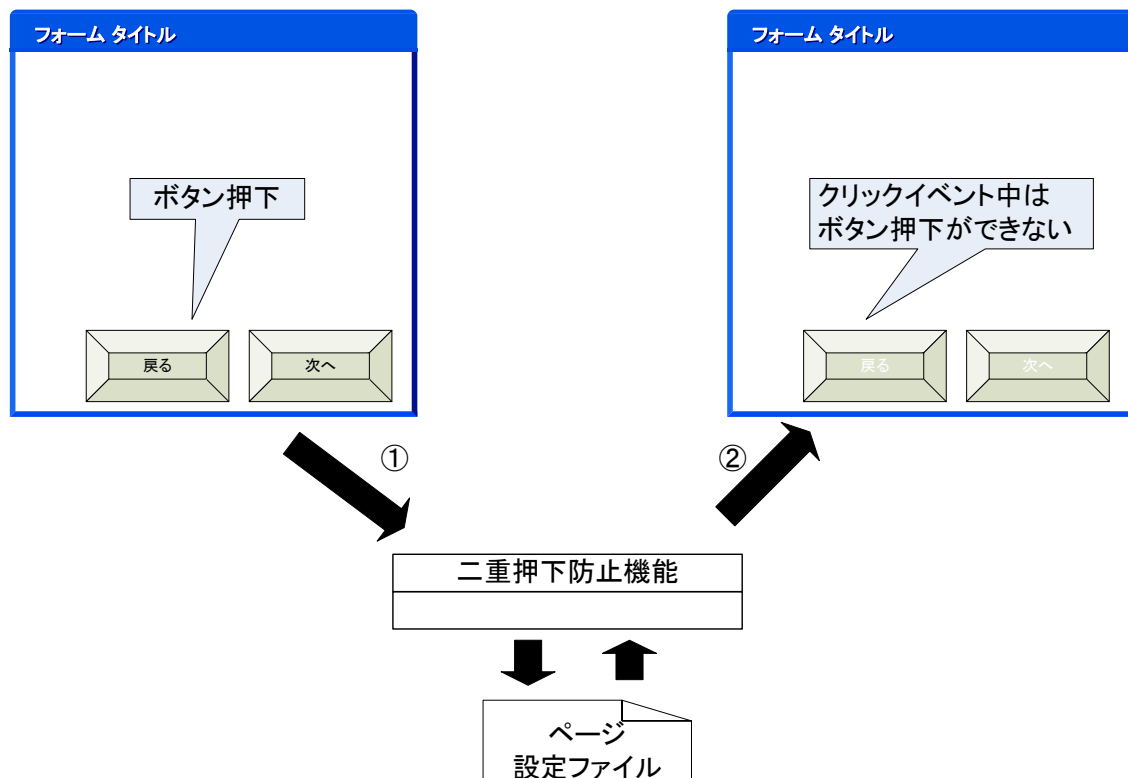 フォーム タイトル
フォーム タイトル
ボタン押下
クリックイベント中は
ボタン押下ができない
戻る
次へ
戻る
次へ
①
②
二重押下防止機能
ページ
設定ファイル